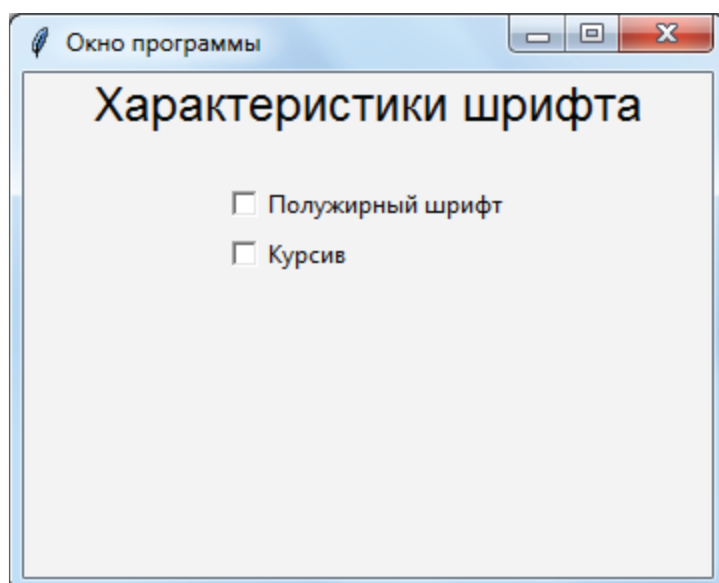 Окно программы
Характеристики шрифта
Полужирный шрифт
Курсив